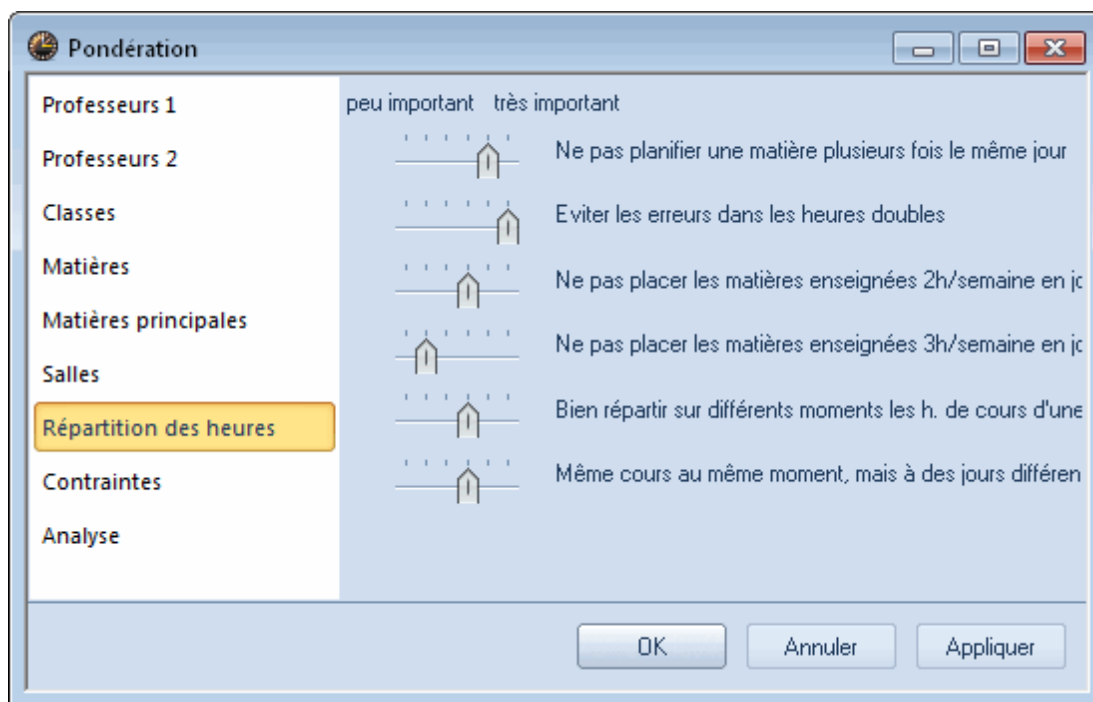 Pondération
Professeurs 1
Professeurs 2
Classes
Matières
Matières principales
Salles
Répartition des heures
Contraintes
Analyse
peu important très important
Ne pas planifier une matière plusieurs fois le même jour
Eviter les erreurs dans les heures doubles
Ne pas placer les matières enseignées 2h/semaine en jc
Ne pas placer les matières enseignées 3h/semaine en jc
Bien répartir sur différents moments les h. de cours d'une
Même cours au même moment, mais à des jours différen
OK Annuler Appliquer